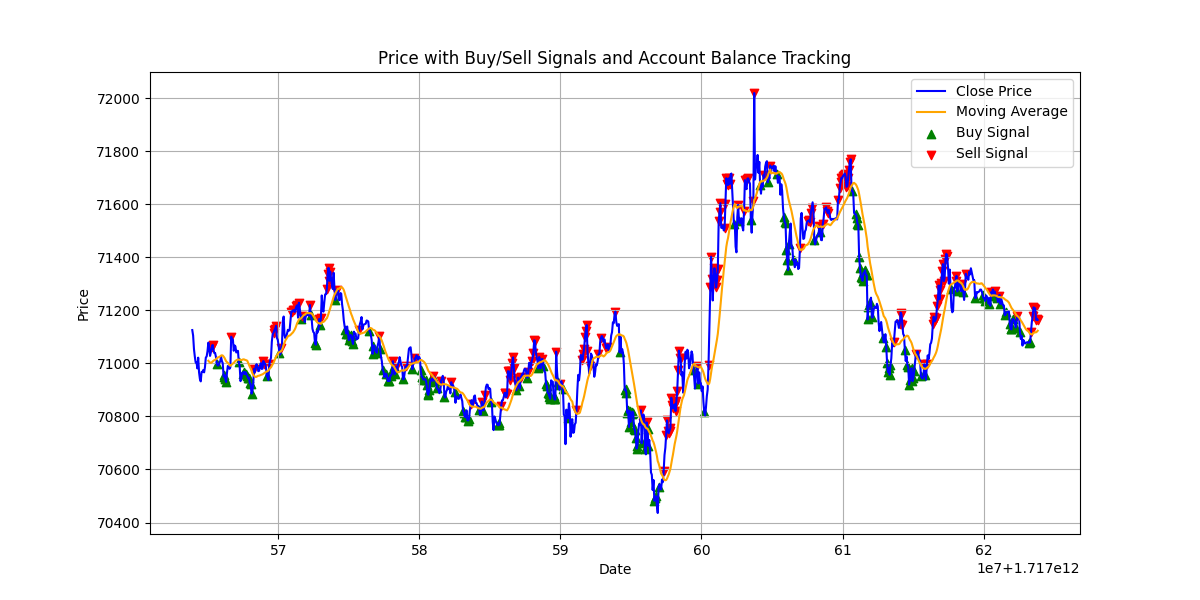 Price with Buy/Sell Signals and Account Balance Tracking
Close Price
Moving Average
Buy Signal
Sell Signal
72000
71800
71600
71400
71200
71000
70800
70600
70400
Price
57 58 59 60 61 62
Date
1e7+1.717e12